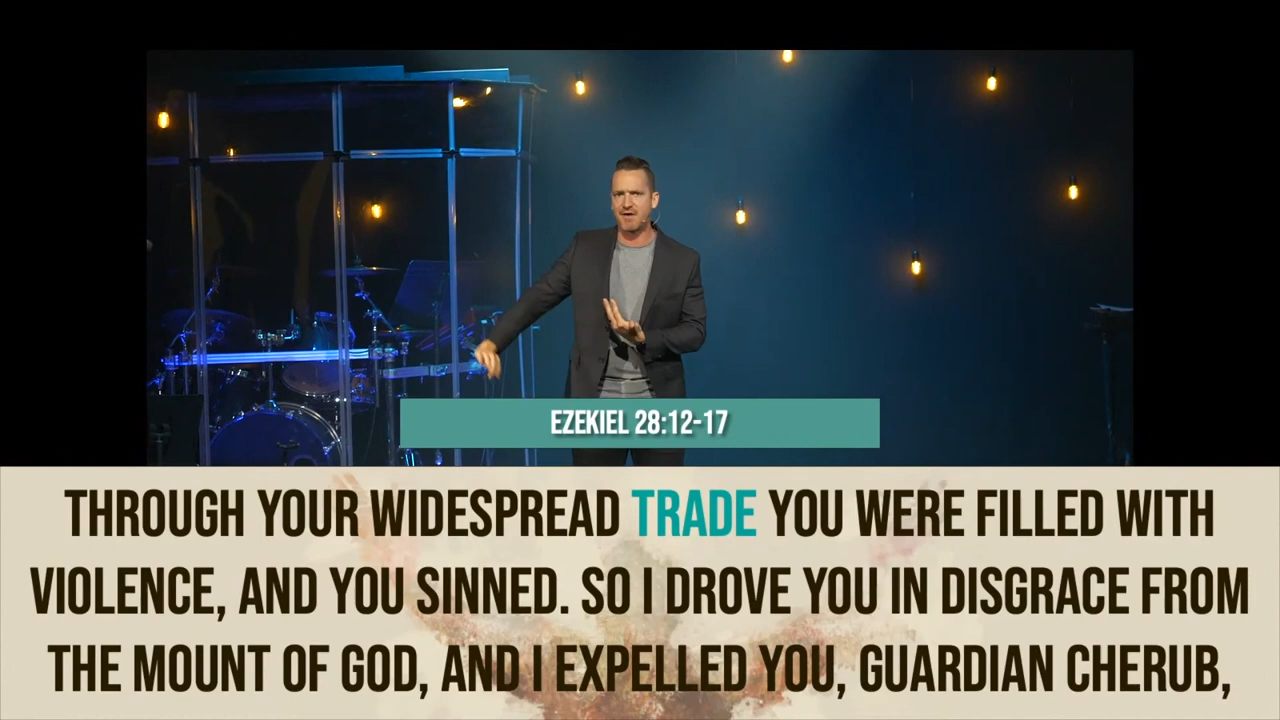 EZEKIEL 28:12-17
THROUGH YOUR WIDESPREAD TRADE YOU WERE FILLED WITH
VIOLENCE, AND YOU SINNED. SO I DROVE YOU IN DISGRACE FROM
THE MOUNT OF GOD, AND I EXPELLED YOU, GUARDIAN CHERUB,